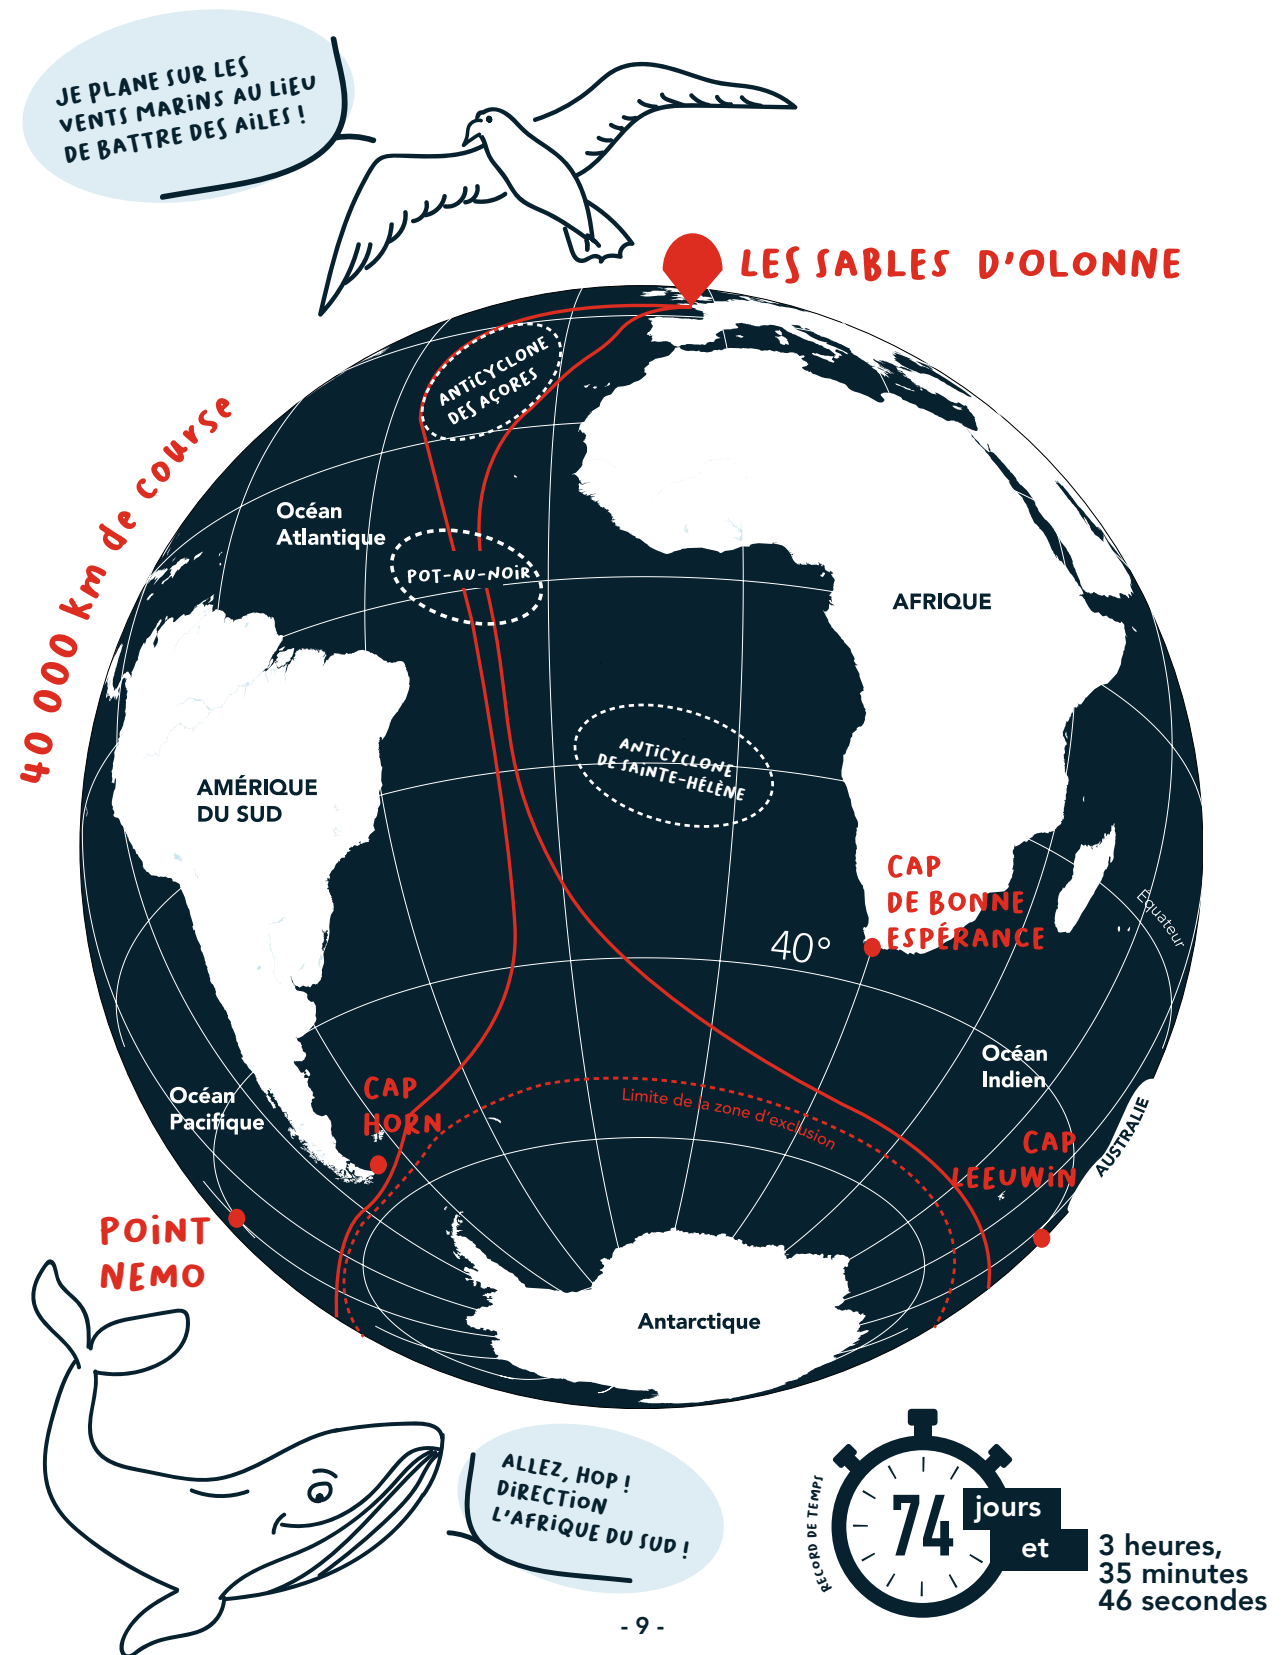 JE PLANE SUR LES
VENTS MARINS AU LIEU
DE BATTRE DES AILES !
LES SABLES D'OLONNE
40 000 km de course
ANTICYCLONE
DES AÇORES
Océan
Atlantique
POT-AU-NOIR
AFRIQUE
ANTICYCLONE
DE SAINTE-HÉLÈNE
AMÉRIQUE
DU SUD
CAP
DE BONNE
ESPÉRANCE
Équateur
40°
Océan
Indien
CAP
HORN
Océan
Pacifique
Limite de la zone d'exclusion
CAP
LEEUWIN
AUSTRALIE
POINT
NEMO
Antarctique
ALLEZ, HOP !
DIRECTION
L'AFRIQUE DU SUD !
RECORD DE TEMPS
74 jours
et
3 heures,
35 minutes
46 secondes
- 9 -